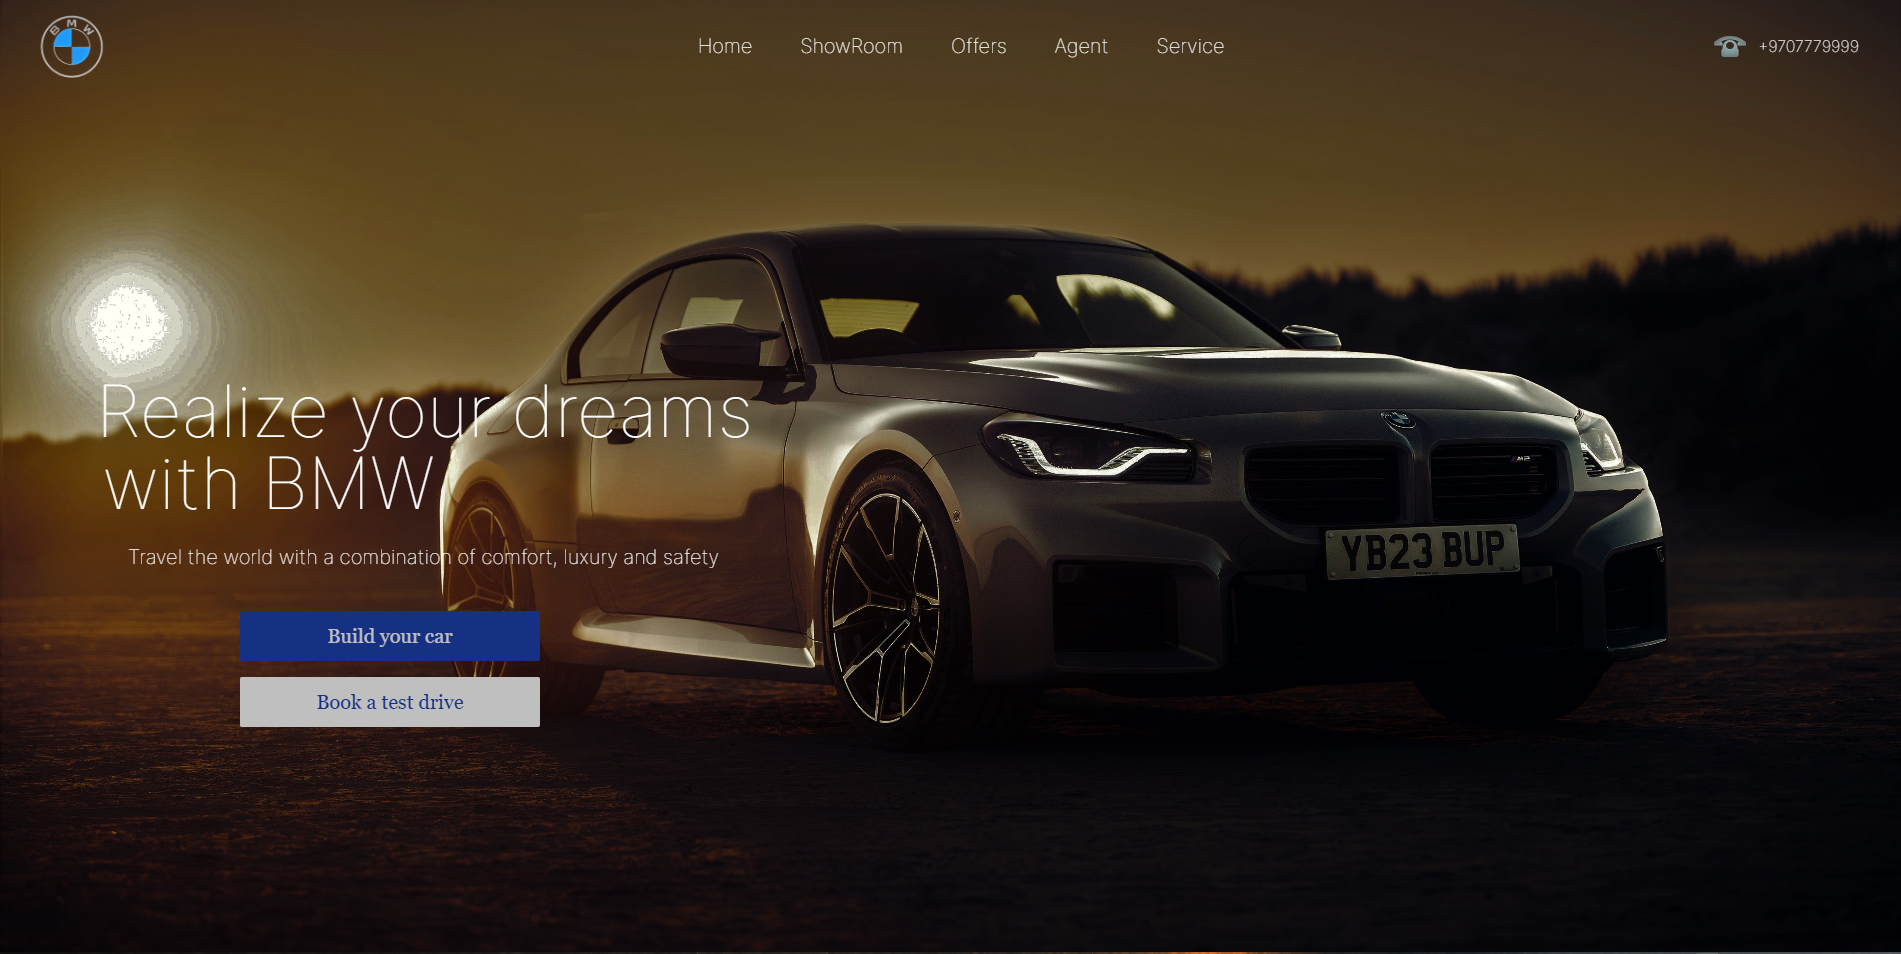 BMW
Home
ShowRoom
Offers
Agent
Service
+9707779999
Realize your dreams
with BMW
Travel the world with a combination of comfort, luxury and safety
Build your car
Book a test drive
M2
YB23 BUP